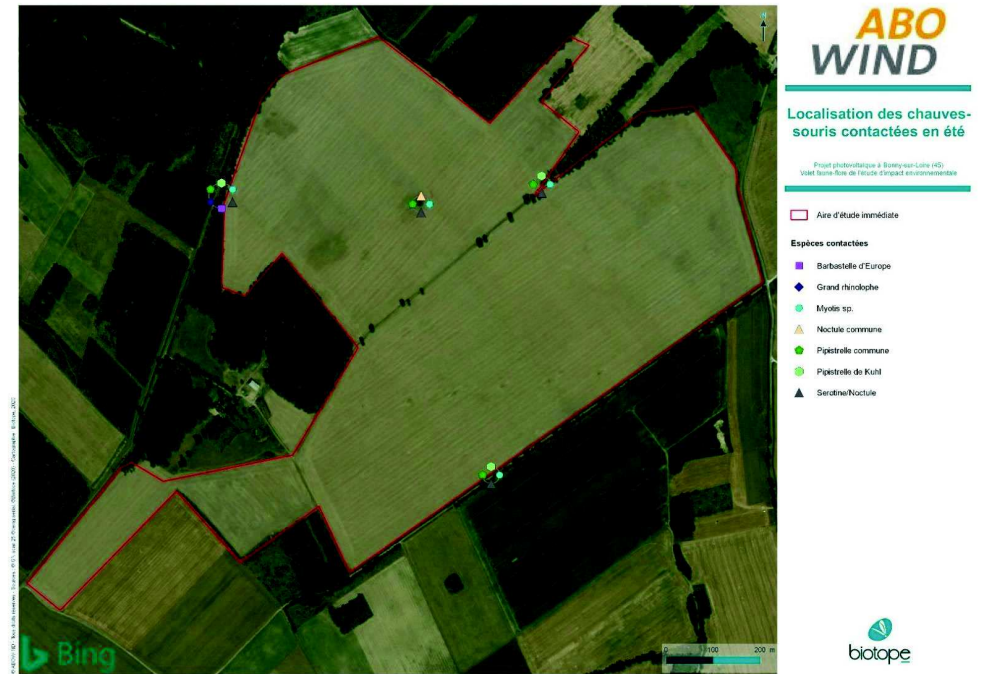 ABO
WIND
Localisation des chauves-
souris contactées en été
Projet photovoltaïque à Bonny-sur-Loire (45)
Volet faune-flore de l'étude d'impact environnementale
Aire d'étude immédiate
Espèces contactées
Barbastelle d'Europe
Grand rhinolophe
Myotis sp.
Noctule commune
Pipistrelle commune
Pipistrelle de Kuhl
Serotine/Noctule
Bing
0 100 200 m
biotope